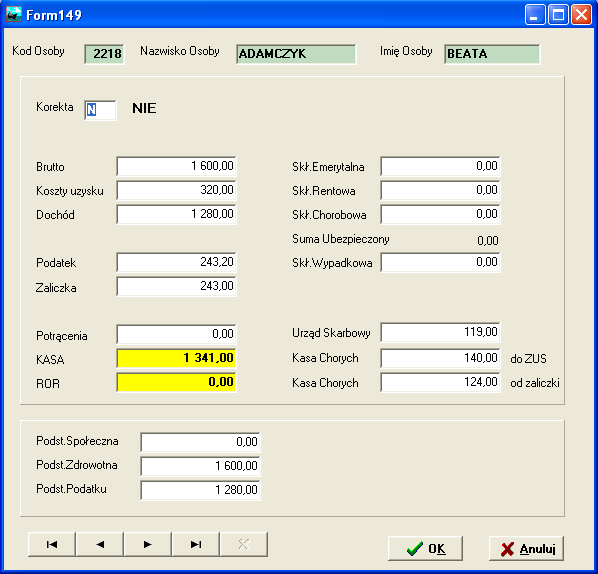 Form149
Kod Osoby 2218 Nazwisko Osoby ADAMCZYK Imię Osoby BEATA
Korekta N NIE
Brutto 1 600,00 Skł.Emerytalna 0,00
Koszty uzysku 320,00 Skł.Rentowa 0,00
Dochód 1 280,00 Skł.Chorobowa 0,00
Suma Ubezpieczony 0,00
Podatek 243,20 Skł.Wypadkowa 0,00
Zaliczka 243,00
Potrącenia 0,00 Urząd Skarbowy 119,00
KASA 1 341,00 Kasa Chorych 140,00 do ZUS
ROR 0,00 Kasa Chorych 124,00 od zaliczki
Podst.Społeczna 0,00
Podst.Zdrowotna 1 600,00
Podst.Podatku 1 280,00
OK Anuluj